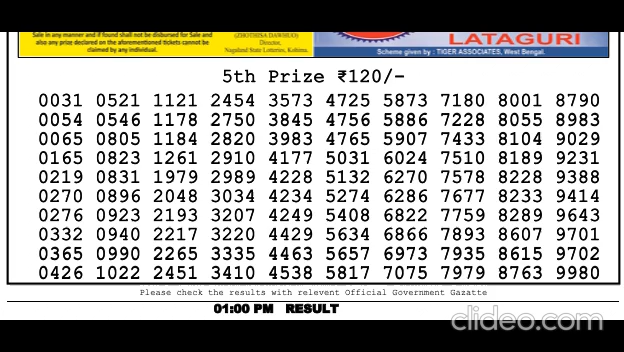 Sale in any manner and if found shall not be disbursed for Sale and
also any prize declared on the aforementioned tickets cannot be
claimed by any individual.
(ZHOTHISA DAWHUO)
Director,
Nagaland State Lotteries, Kohima.
LATAGURI
Scheme given by : TIGER ASSOCIATES, West Bengal.
5th Prize ₹120/-
0031 0521 1121 2454 3573 4725 5873 7180 8001 8790
0054 0546 1178 2750 3845 4756 5886 7228 8055 8983
0065 0805 1184 2820 3983 4765 5907 7433 8104 9029
0165 0823 1261 2910 4177 5031 6024 7510 8189 9231
0219 0831 1979 2989 4228 5132 6270 7578 8228 9388
0270 0896 2048 3034 4234 5274 6286 7677 8233 9414
0276 0923 2193 3207 4249 5408 6822 7759 8289 9643
0332 0940 2217 3220 4429 5634 6866 7893 8607 9701
0365 0990 2265 3335 4463 5657 6973 7935 8615 9702
0426 1022 2451 3410 4538 5817 7075 7979 8763 9980
Please check the results with relevent Official Government Gazatte
01:00 PM RESULT
clideo.com